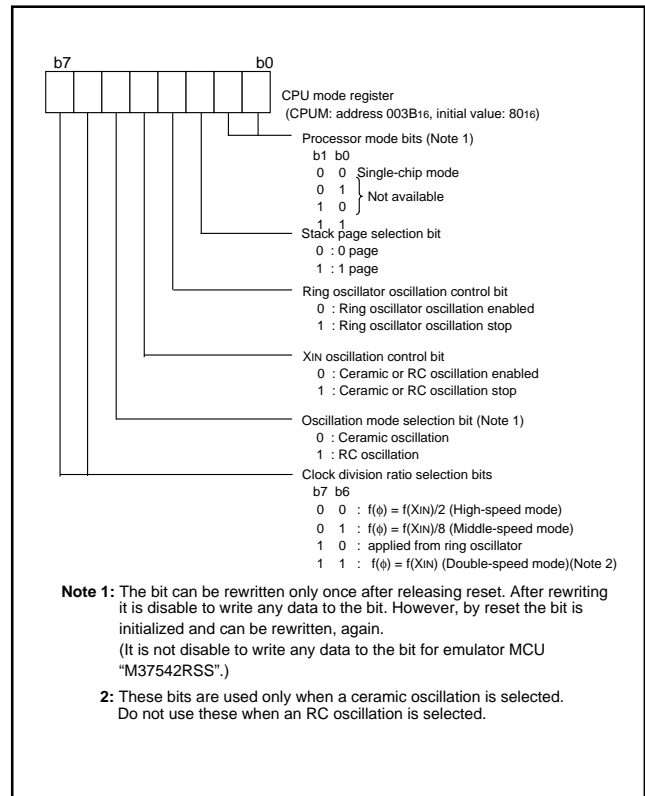 b7 b0
CPU mode register
(CPUM: address 003B16, initial value: 8016)
Processor mode bits (Note 1)
b1 b0
0 0 Single-chip mode
0 1
Not available
1 0
1 1
Stack page selection bit
0 : 0 page
1 : 1 page
Ring oscillator oscillation control bit
0 : Ring oscillator oscillation enabled
1 : Ring oscillator oscillation stop
XIN oscillation control bit
0 : Ceramic or RC oscillation enabled
1 : Ceramic or RC oscillation stop
Oscillation mode selection bit (Note 1)
0 : Ceramic oscillation
1 : RC oscillation
Clock division ratio selection bits
b7 b6
0 0 : f(ϕ) = f(XIN)/2 (High-speed mode)
0 1 : f(ϕ) = f(XIN)/8 (Middle-speed mode)
1 0 : applied from ring oscillator
1 1 : f(ϕ) = f(XIN) (Double-speed mode)(Note 2)
Note 1: The bit can be rewritten only once after releasing reset. After rewriting
it is disable to write any data to the bit. However, by reset the bit is
initialized and can be rewritten, again.
(It is not disable to write any data to the bit for emulator MCU
“M37542RSS”.)
2: These bits are used only when a ceramic oscillation is selected.
Do not use these when an RC oscillation is selected.